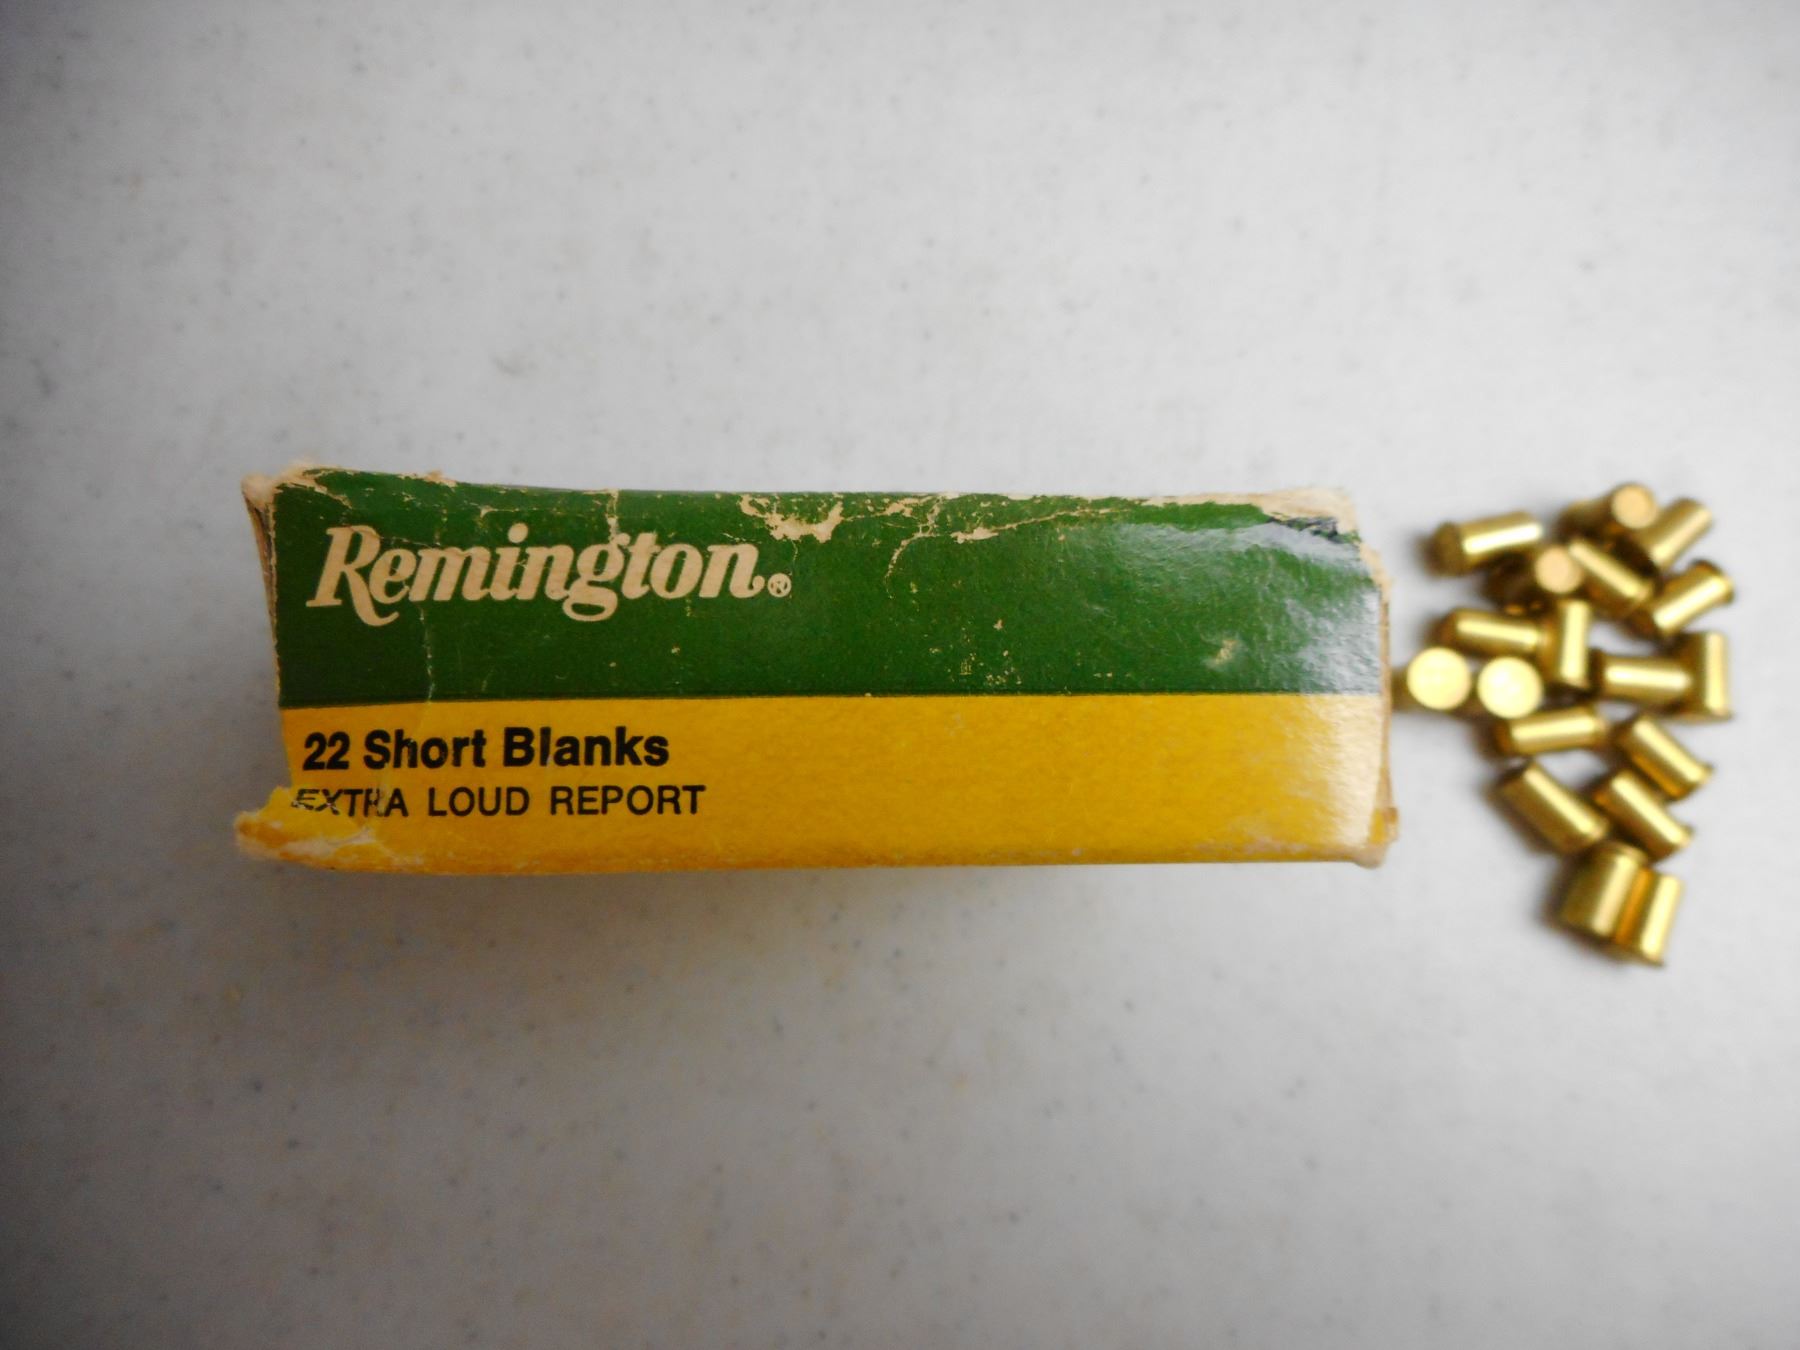 Remington®
22 Short Blanks
EXTRA LOUD REPORT